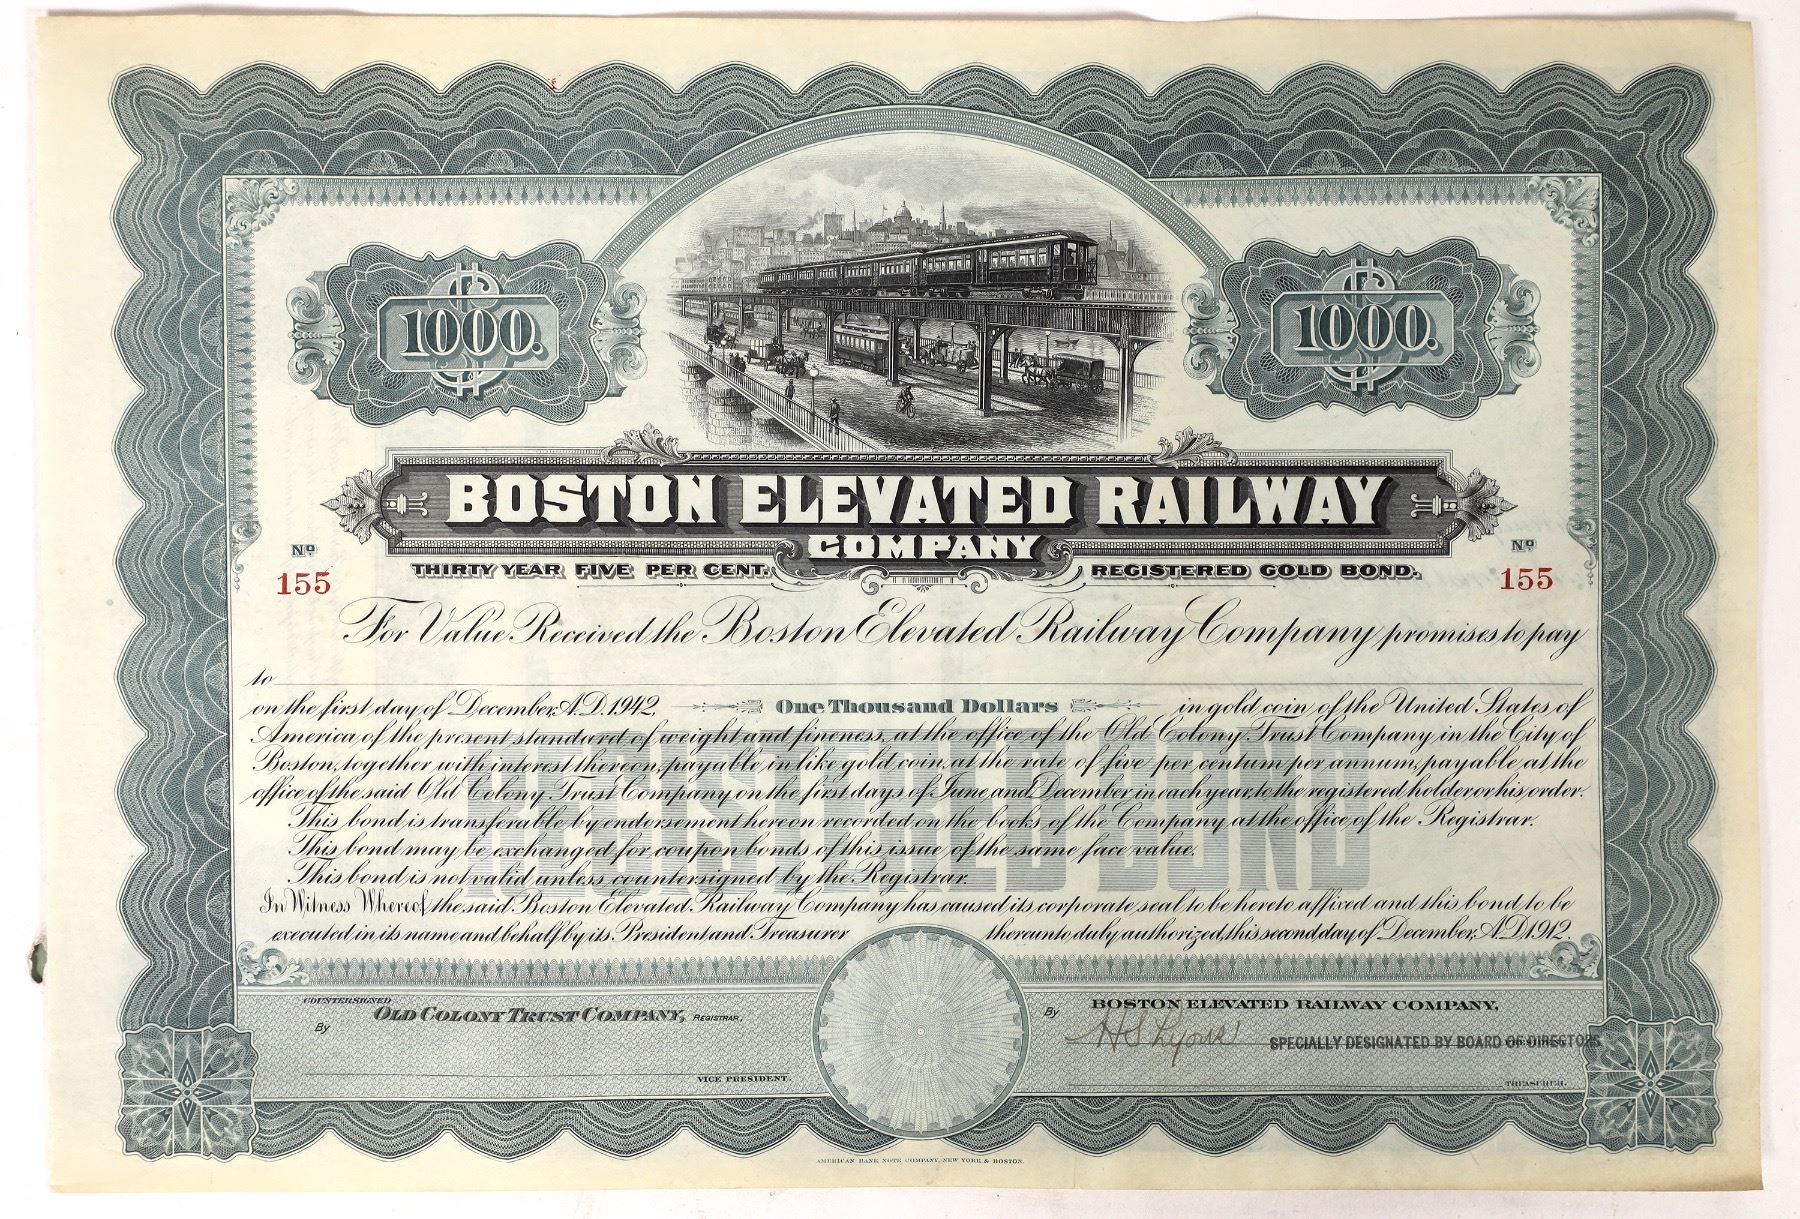 1000.
1000.
BOSTON ELEVATED RAILWAY
COMPANY
THIRTY YEAR FIVE PER CENT. REGISTERED GOLD BOND.
No 155
No 155
For Value Received the Boston Elevated Railway Company promises to pay
to
on the first day of December, A.D. 1942, One Thousand Dollars in gold coin of the United States of
America of the present standard of weight and fineness, at the office of the Old Colony Trust Company in the City of
Boston, together with interest thereon, payable in like gold coin, at the rate of five per centum per annum, payable at the
office of the said Old Colony Trust Company on the first days of June and December in each year, to the registered holder or his order.
This bond is transferable by endorsement hereon recorded on the books of the Company at the office of the Registrar.
This bond may be exchanged for coupon bonds of this issue of the same face value.
This bond is not valid unless countersigned by the Registrar.
REGISTERED BOND
In Witness Whereof the said Boston Elevated Railway Company has caused its corporate seal to be hereto affixed and this bond to be
executed in its name and behalf by its President and Treasurer thereunto duly authorized, this second day of December, A.D. 1912.
COUNTERSIGNED
OLD COLONY TRUST COMPANY, REGISTRAR,
By
VICE PRESIDENT.
BOSTON ELEVATED RAILWAY COMPANY,
By H S Lyons
SPECIALLY DESIGNATED BY BOARD OF DIRECTORS
TREASURER.
AMERICAN BANK NOTE COMPANY, NEW YORK & BOSTON.